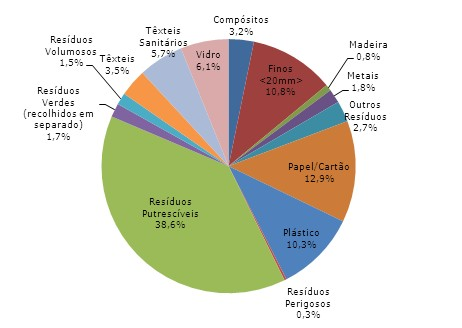 Compósitos
3,2%
Finos
<20mm>
10,8%
Madeira
0,8%
Metais
1,8%
Outros
Resíduos
2,7%
Papel/Cartão
12,9%
Plástico
10,3%
Resíduos
Perigosos
0,3%
Resíduos
Putrescíveis
38,6%
Resíduos
Verdes
(recolhidos em
separado)
1,7%
Resíduos
Volumosos
1,5%
Têxteis
3,5%
Têxteis
Sanitários
5,7%
Vidro
6,1%